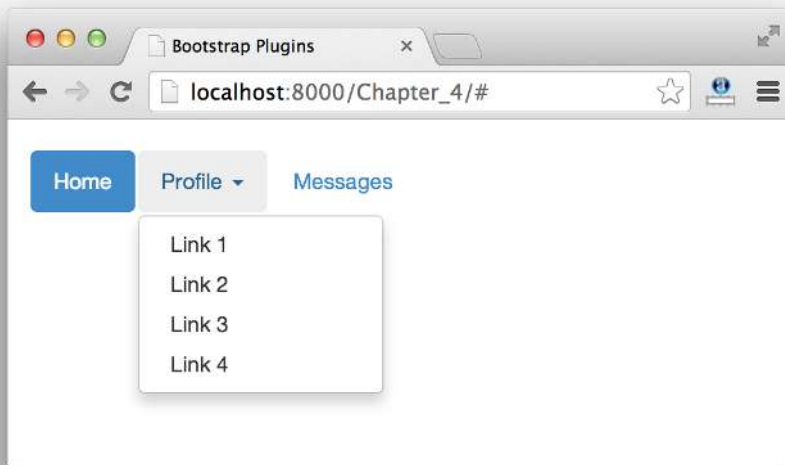 Bootstrap Plugins
localhost:8000/Chapter_4/#
Home Profile Messages
Link 1
Link 2
Link 3
Link 4